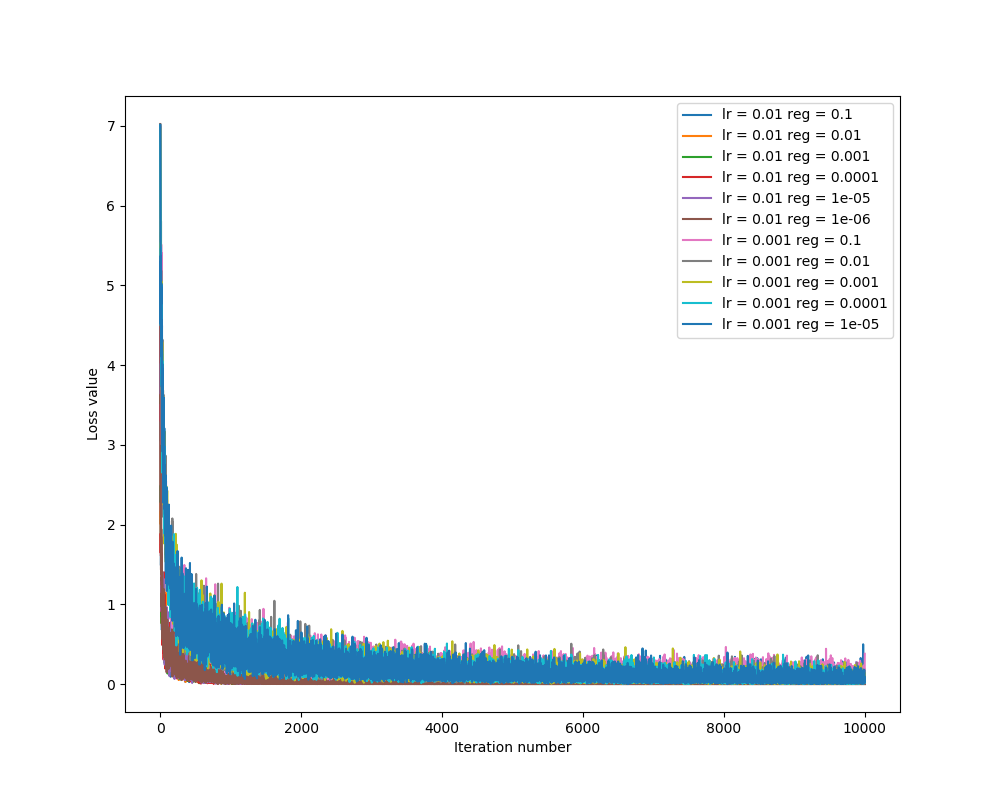 lr = 0.01 reg = 0.1
lr = 0.01 reg = 0.01
lr = 0.01 reg = 0.001
lr = 0.01 reg = 0.0001
lr = 0.01 reg = 1e-05
lr = 0.01 reg = 1e-06
lr = 0.001 reg = 0.1
lr = 0.001 reg = 0.01
lr = 0.001 reg = 0.001
lr = 0.001 reg = 0.0001
lr = 0.001 reg = 1e-05
7
6
5
4
3
2
1
0
Loss value
0
2000
4000
6000
8000
10000
Iteration number